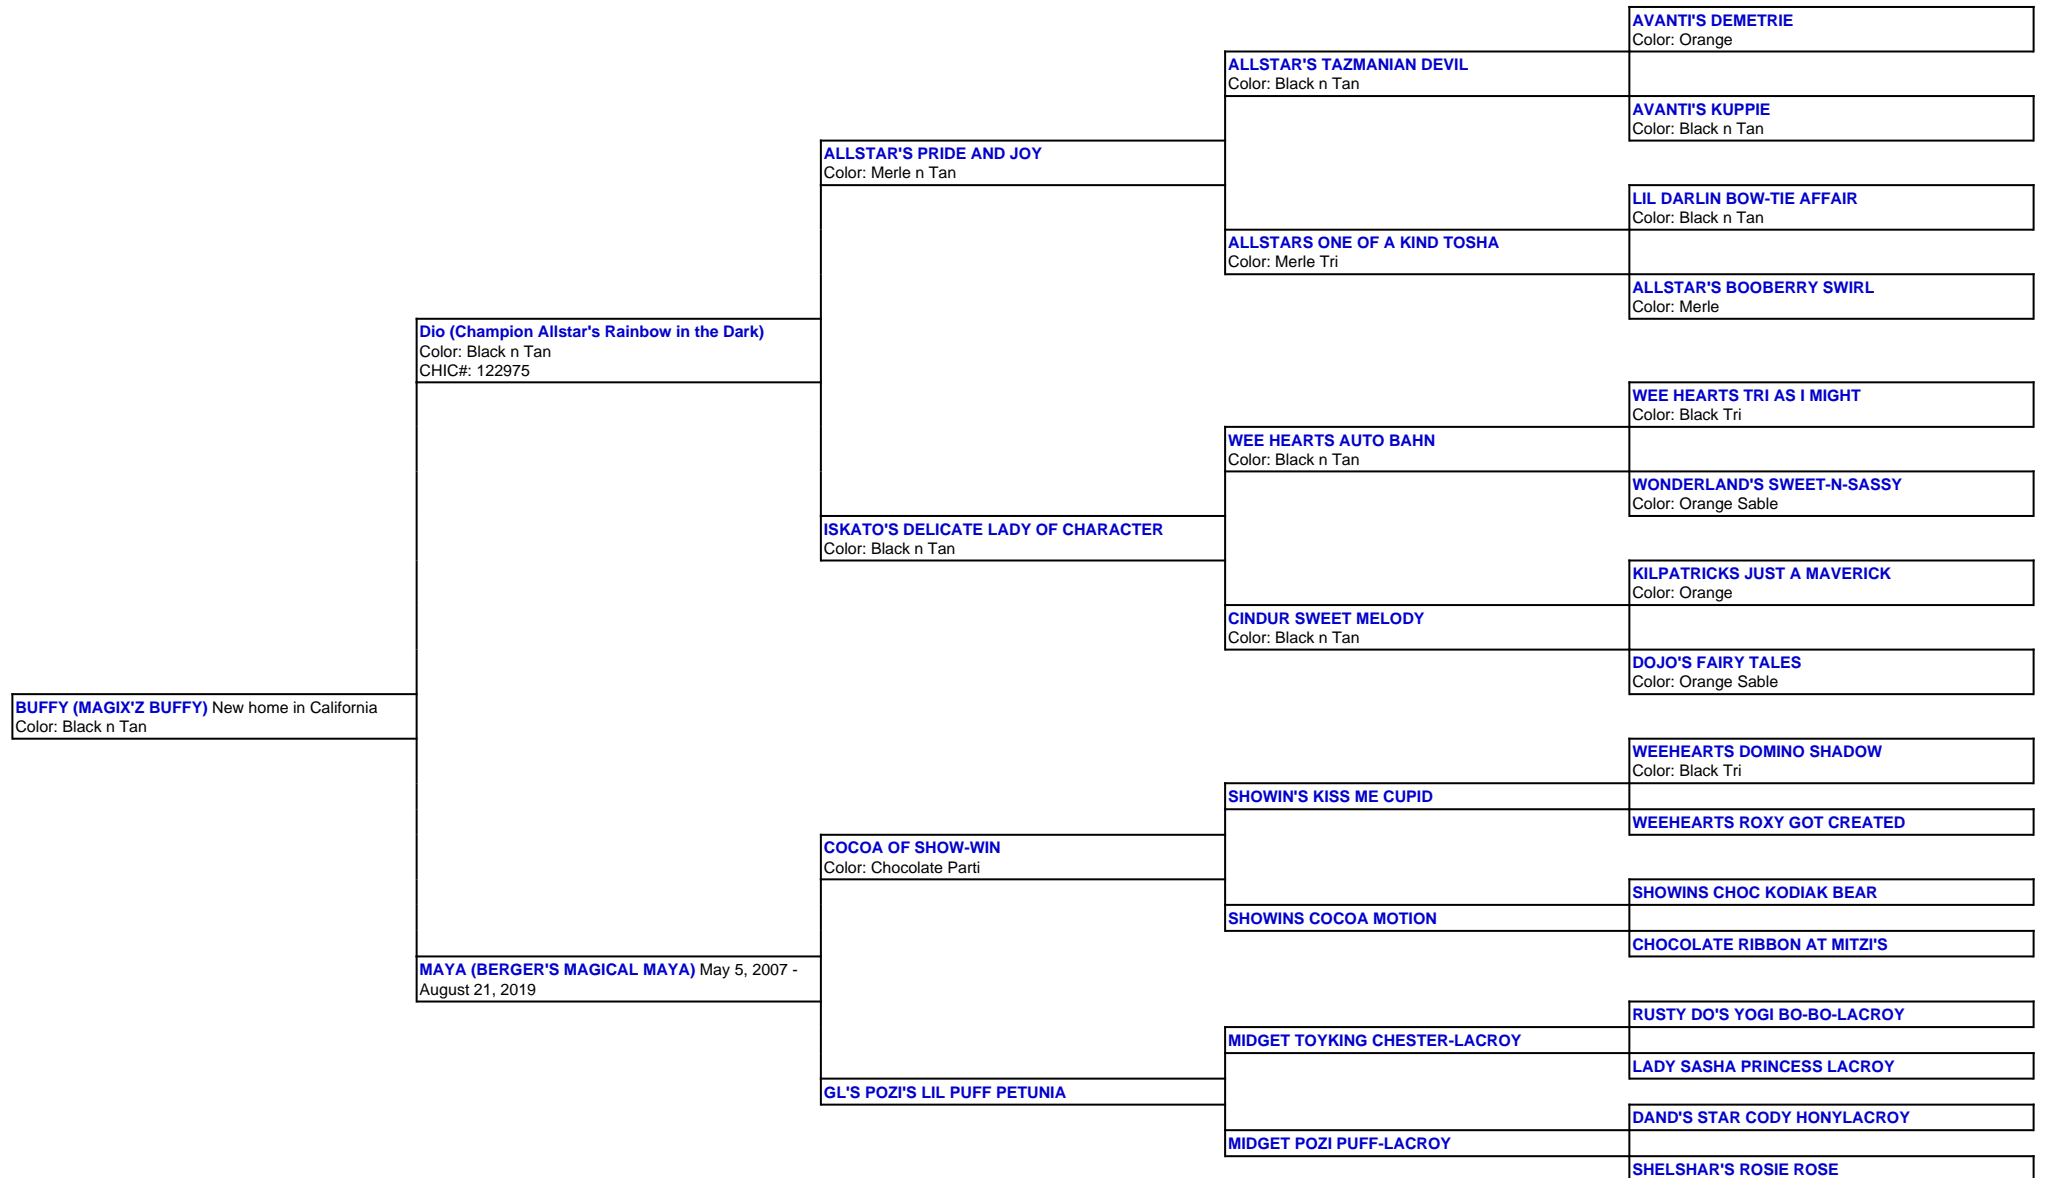 AVANTI'S DEMETRIE
Color: Orange
ALLSTAR'S TAZMANIAN DEVIL
Color: Black n Tan
AVANTI'S KUPPIE
Color: Black n Tan
ALLSTAR'S PRIDE AND JOY
Color: Merle n Tan
LIL DARLIN BOW-TIE AFFAIR
Color: Black n Tan
ALLSTARS ONE OF A KIND TOSHA
Color: Merle Tri
ALLSTAR'S BOOBERRY SWIRL
Color: Merle
Dio (Champion Allstar's Rainbow in the Dark)
Color: Black n Tan
CHIC#: 122975
WEE HEARTS TRI AS I MIGHT
Color: Black Tri
WEE HEARTS AUTO BAHN
Color: Black n Tan
WONDERLAND'S SWEET-N-SASSY
Color: Orange Sable
ISKATO'S DELICATE LADY OF CHARACTER
Color: Black n Tan
KILPATRICKS JUST A MAVERICK
Color: Orange
CINDUR SWEET MELODY
Color: Black n Tan
DOJO'S FAIRY TALES
Color: Orange Sable
BUFFY (MAGIX'Z BUFFY) New home in California
Color: Black n Tan
WEEHEARTS DOMINO SHADOW
Color: Black Tri
SHOWIN'S KISS ME CUPID
WEEHEARTS ROXY GOT CREATED
COCOA OF SHOW-WIN
Color: Chocolate Parti
SHOWINS CHOC KODIAK BEAR
SHOWINS COCOA MOTION
CHOCOLATE RIBBON AT MITZI'S
MAYA (BERGER'S MAGICAL MAYA) May 5, 2007 -
August 21, 2019
RUSTY DO'S YOGI BO-BO-LACROY
MIDGET TOYKING CHESTER-LACROY
LADY SASHA PRINCESS LACROY
GL'S POZI'S LIL PUFF PETUNIA
DAND'S STAR CODY HONYLACROY
MIDGET POZI PUFF-LACROY
SHELSHAR'S ROSIE ROSE